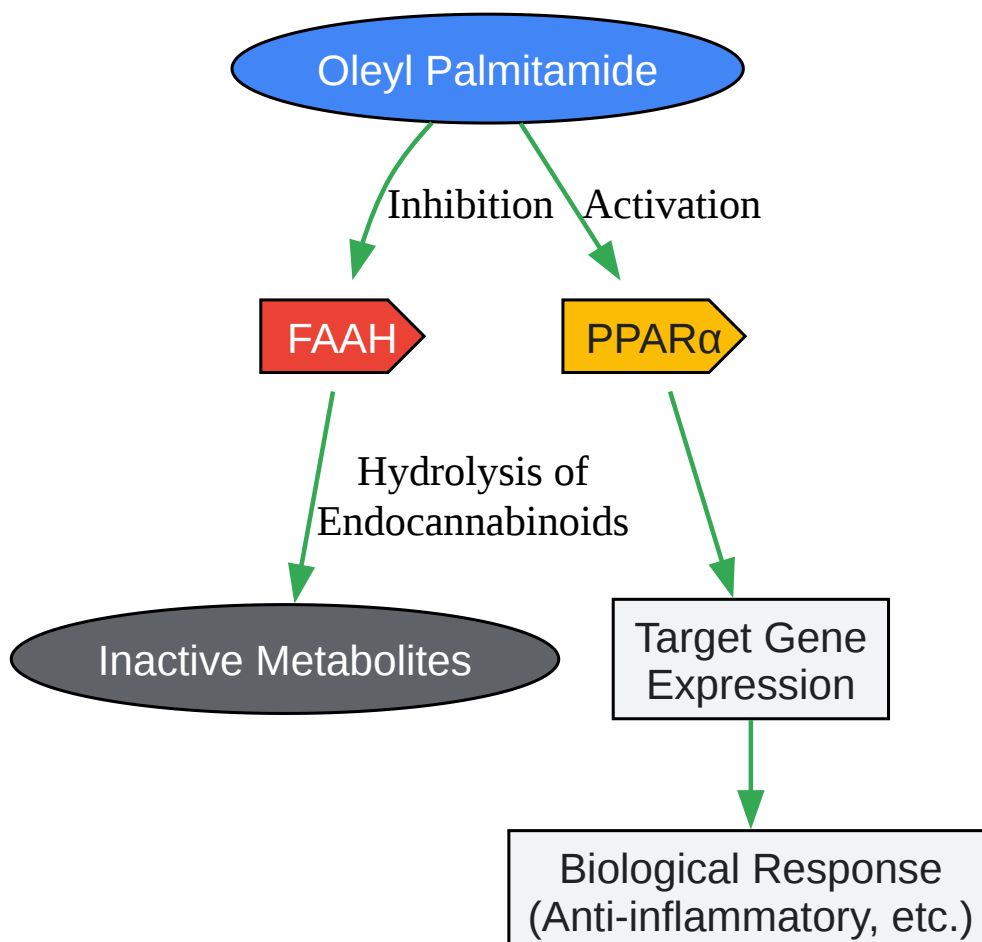 Oleyl Palmitamide
Inhibition
Activation
FAAH
PPARα
Hydrolysis of
Endocannabinoids
Inactive Metabolites
Target Gene
Expression
Biological Response
(Anti-inflammatory, etc.)